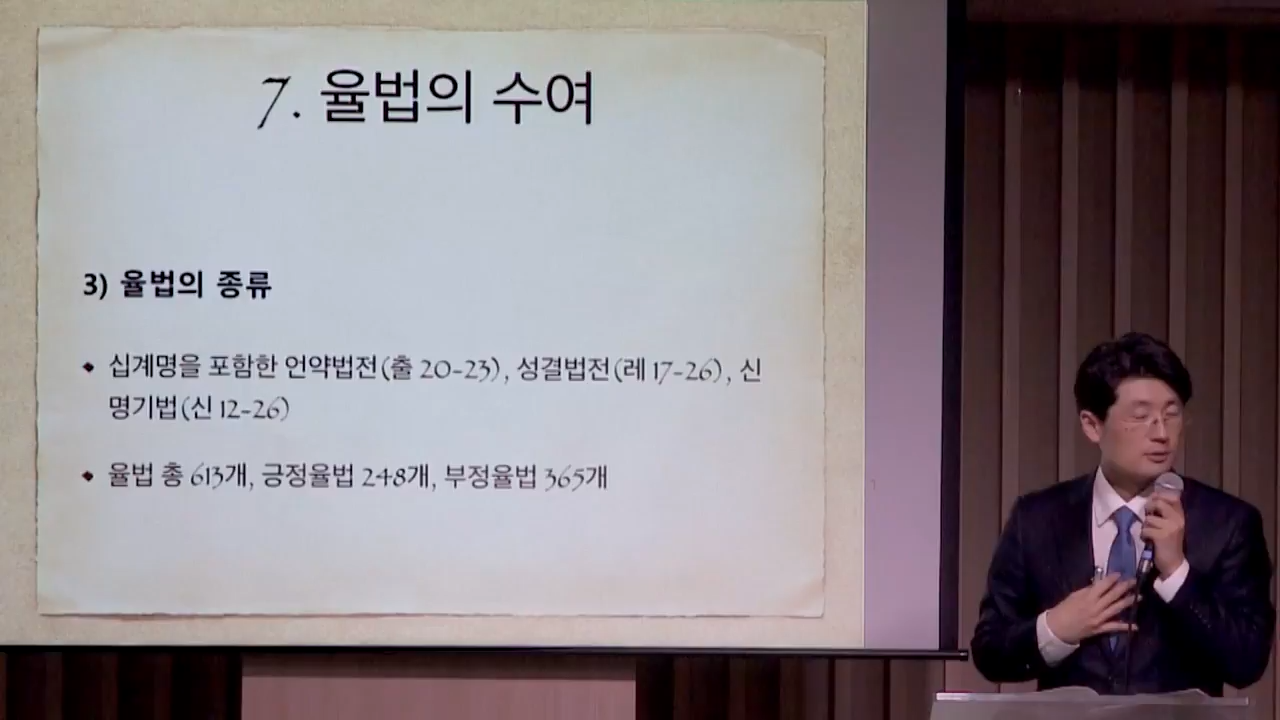 7. 율법의 수여
3) 율법의 종류
• 십계명을 포함한 언약법전(출 20-23), 성결법전(레 17-26), 신
명기법(신 12-26)
• 율법 총 613개, 긍정율법 248개, 부정율법 365개